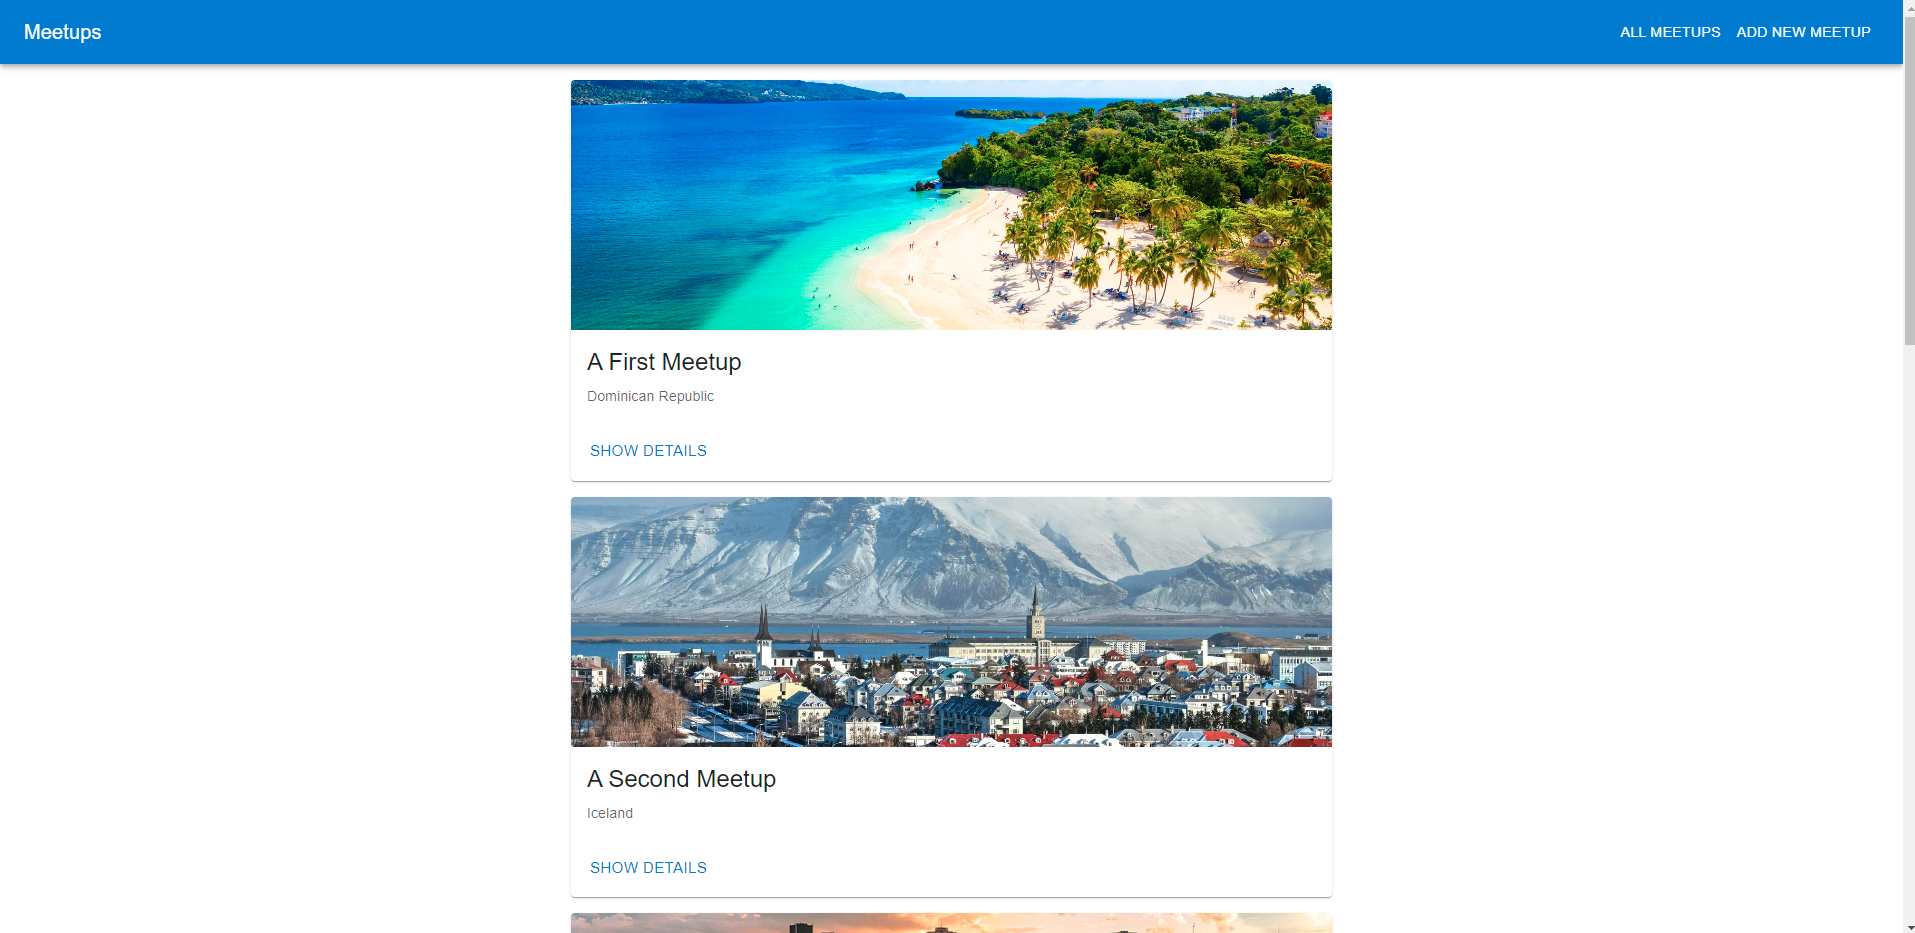 Meetups
ALL MEETUPS ADD NEW MEETUP
A First Meetup
Dominican Republic
SHOW DETAILS
A Second Meetup
Iceland
SHOW DETAILS